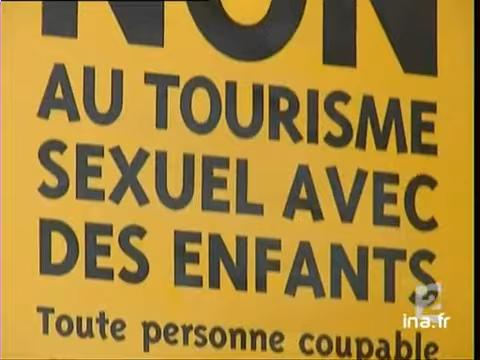 NON
AU TOURISME
SEXUEL AVEC
DES ENFANTS
Toute personne coupable
2
ina.fr